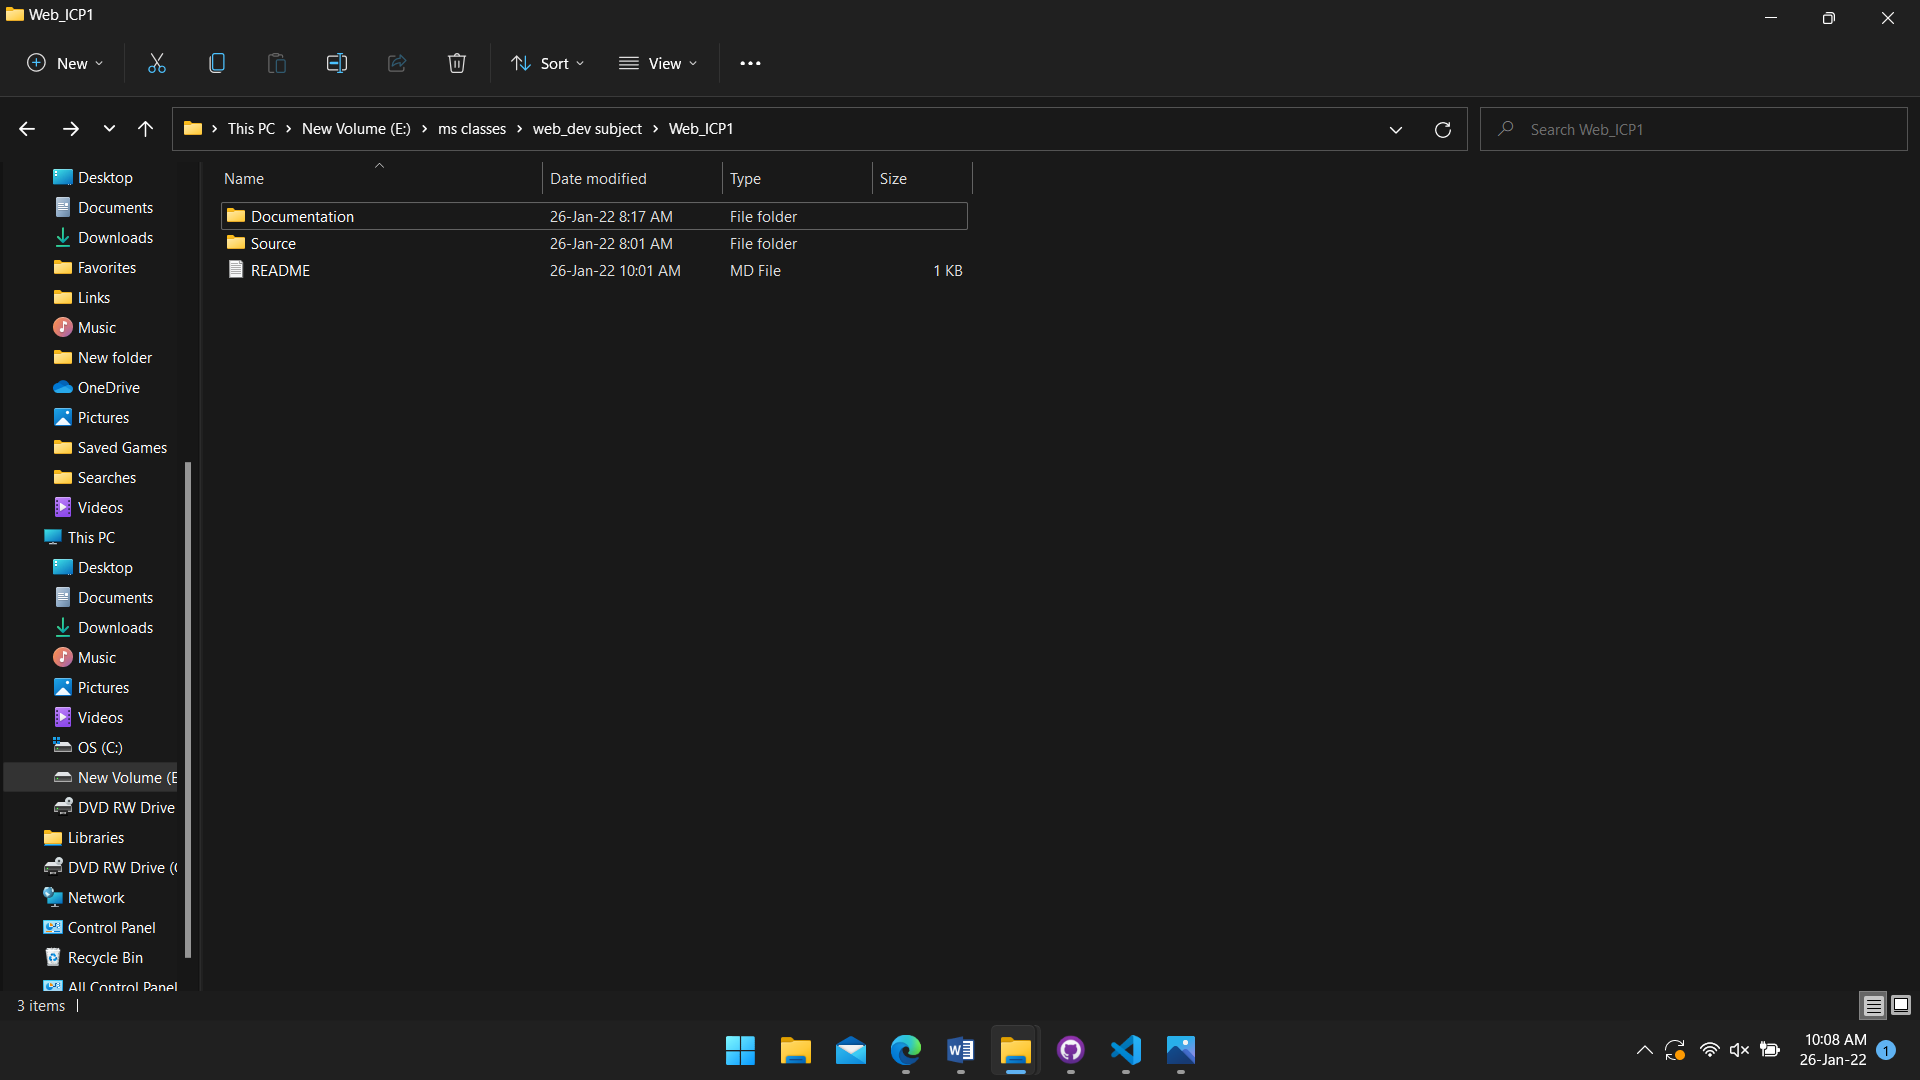 Web_ICP1
New
Sort
View
This PC
New Volume (E:)
ms classes
web_dev subject
Web_ICP1
Search Web_ICP1
Name
Date modified
Type
Size
Documentation
26-Jan-22 8:17 AM
File folder
Source
26-Jan-22 8:01 AM
File folder
README
26-Jan-22 10:01 AM
MD File
1 KB
Desktop
Documents
Downloads
Favorites
Links
Music
New folder
OneDrive
Pictures
Saved Games
Searches
Videos
This PC
Desktop
Documents
Downloads
Music
Pictures
Videos
OS (C:)
New Volume (E
DVD RW Drive
Libraries
DVD RW Drive (
Network
Control Panel
Recycle Bin
All Control Panel
3 items
W
10:08 AM
26-Jan-22
1